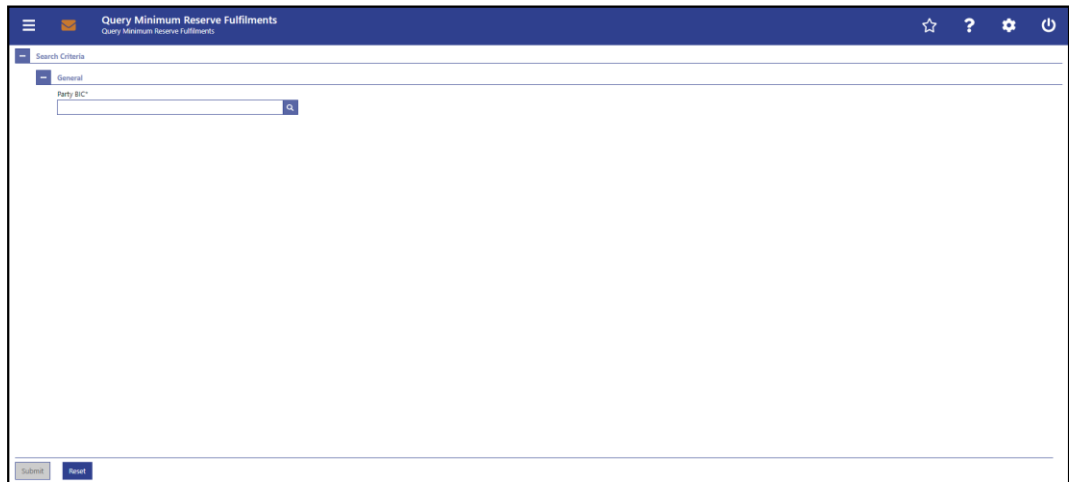 Query Minimum Reserve Fulfilments
Query Minimum Reserve Fulfilments
Search Criteria
General
Party BIC*
Submit Reset